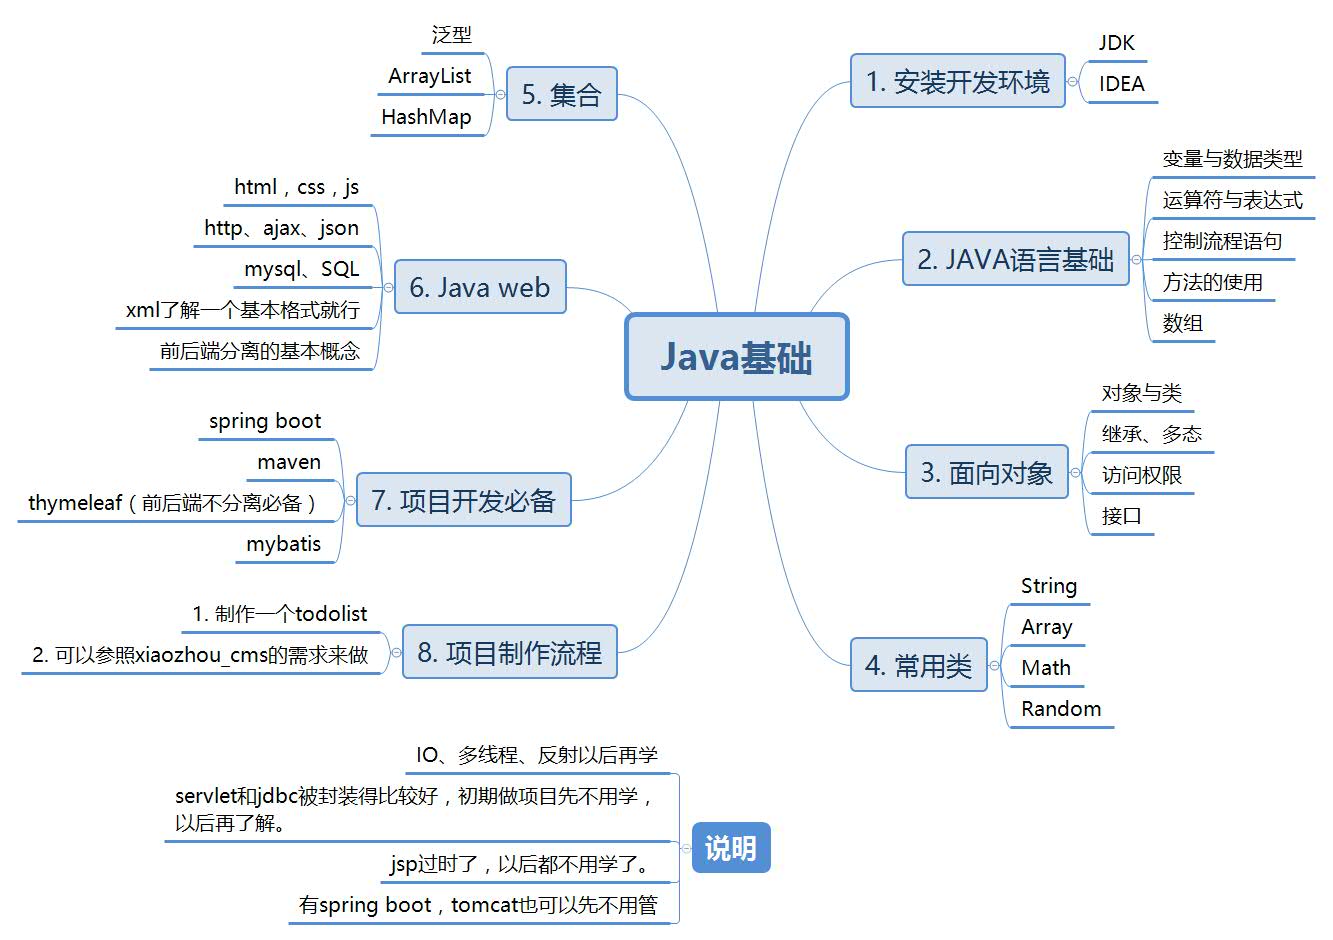 Java基础
1. 安装开发环境
JDK
IDEA
2. JAVA语言基础
变量与数据类型
运算符与表达式
控制流程语句
方法的使用
数组
3. 面向对象
对象与类
继承、多态
访问权限
接口
4. 常用类
String
Array
Math
Random
5. 集合
泛型
ArrayList
HashMap
6. Java web
html，css，js
http、ajax、json
mysql、SQL
xml了解一个基本格式就行
前后端分离的基本概念
7. 项目开发必备
spring boot
maven
thymeleaf（前后端不分离必备）
mybatis
8. 项目制作流程
1. 制作一个todolist
2. 可以参照xiaozhou_cms的需求来做
说明
IO、多线程、反射以后再学
servlet和jdbc被封装得比较好，初期做项目先不用学，
以后再了解。
jsp过时了，以后都不用学了。
有spring boot，tomcat也可以先不用管